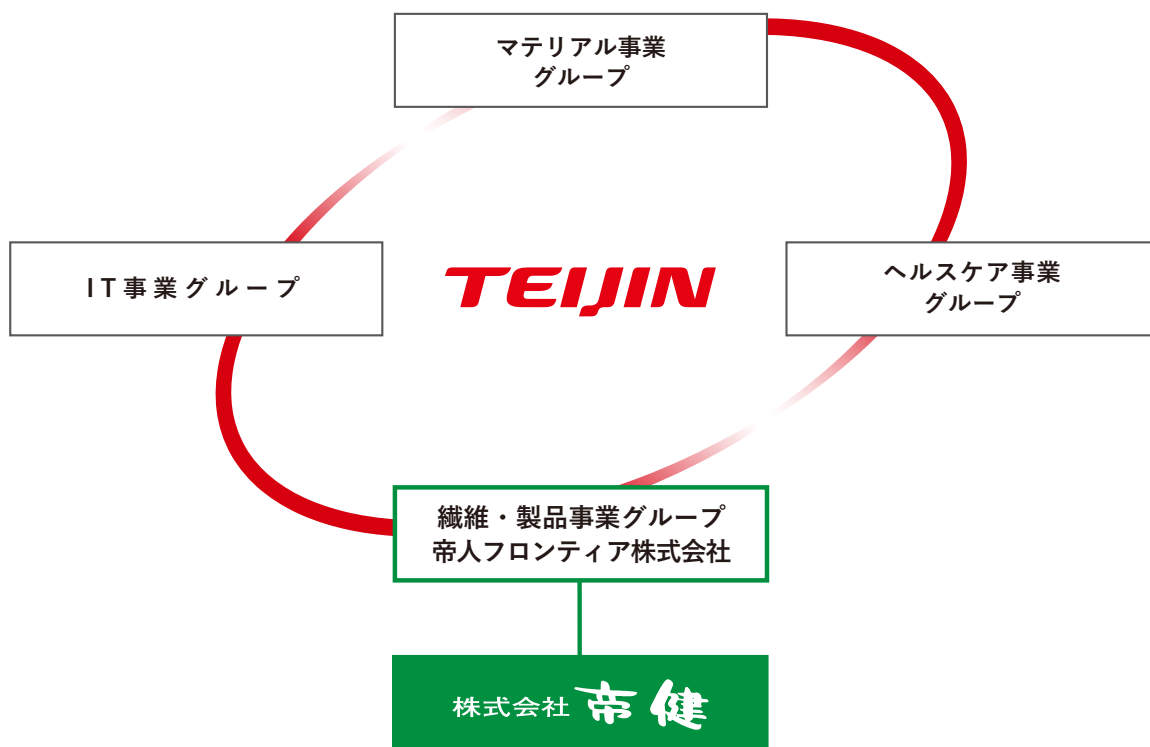 マテリアル事業
グループ
IT事業グループ
TEIJIN
ヘルスケア事業
グループ
繊維・製品事業グループ
帝人フロンティア株式会社
株式会社 帝健